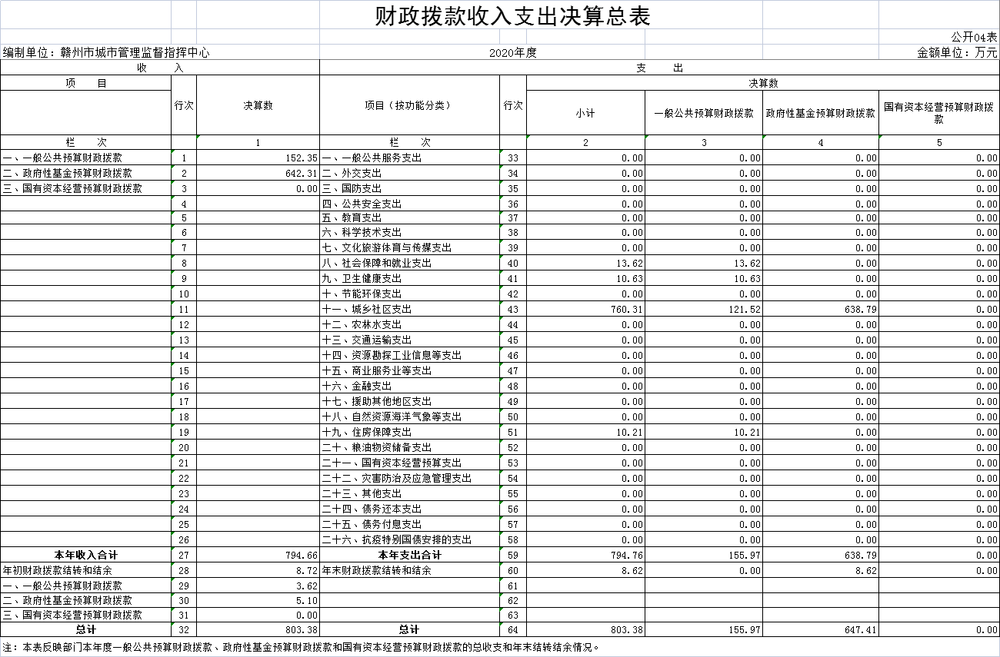 财政拨款收入支出决算总表
公开04表
编制单位：赣州市城市管理监督指挥中心 2020年度 金额单位：万元
收 入 支 出
项 目 行次 决算数 项目（按功能分类） 行次 决算数
小计 一般公共预算财政拨款 政府性基金预算财政拨款 国有资本经营预算财政拨款
栏 次 1 栏 次 2 3 4 5
一、一般公共预算财政拨款 1 152.35 一、一般公共服务支出 33 0.00 0.00 0.00 0.00
二、政府性基金预算财政拨款 2 642.31 二、外交支出 34 0.00 0.00 0.00 0.00
三、国有资本经营预算财政拨款 3 0.00 三、国防支出 35 0.00 0.00 0.00 0.00
4 四、公共安全支出 36 0.00 0.00 0.00 0.00
5 五、教育支出 37 0.00 0.00 0.00 0.00
6 六、科学技术支出 38 0.00 0.00 0.00 0.00
7 七、文化旅游体育与传媒支出 39 0.00 0.00 0.00 0.00
8 八、社会保障和就业支出 40 13.62 13.62 0.00 0.00
9 九、卫生健康支出 41 10.63 10.63 0.00 0.00
10 十、节能环保支出 42 0.00 0.00 0.00 0.00
11 十一、城乡社区支出 43 760.31 121.52 638.79 0.00
12 十二、农林水支出 44 0.00 0.00 0.00 0.00
13 十三、交通运输支出 45 0.00 0.00 0.00 0.00
14 十四、资源勘探工业信息等支出 46 0.00 0.00 0.00 0.00
15 十五、商业服务业等支出 47 0.00 0.00 0.00 0.00
16 十六、金融支出 48 0.00 0.00 0.00 0.00
17 十七、援助其他地区支出 49 0.00 0.00 0.00 0.00
18 十八、自然资源海洋气象等支出 50 0.00 0.00 0.00 0.00
19 十九、住房保障支出 51 10.21 10.21 0.00 0.00
20 二十、粮油物资储备支出 52 0.00 0.00 0.00 0.00
21 二十一、国有资本经营预算支出 53 0.00 0.00 0.00 0.00
22 二十二、灾害防治及应急管理支出 54 0.00 0.00 0.00 0.00
23 二十三、其他支出 55 0.00 0.00 0.00 0.00
24 二十四、债务还本支出 56 0.00 0.00 0.00 0.00
25 二十五、债务付息支出 57 0.00 0.00 0.00 0.00
26 二十六、抗疫特别国债安排的支出 58 0.00 0.00 0.00 0.00
本年收入合计 27 794.66 本年支出合计 59 794.76 155.97 638.79 0.00
年初财政拨款结转和结余 28 8.72 年末财政拨款结转和结余 60 8.62 0.00 8.62 0.00
一、一般公共预算财政拨款 29 3.62 61
二、政府性基金预算财政拨款 30 5.10 62
三、国有资本经营预算财政拨款 31 0.00 63
总计 32 803.38 总计 64 803.38 155.97 647.41 0.00
注：本表反映部门本年度一般公共预算财政拨款、政府性基金预算财政拨款和国有资本经营预算财政拨款的总收支和年末结转结余情况。